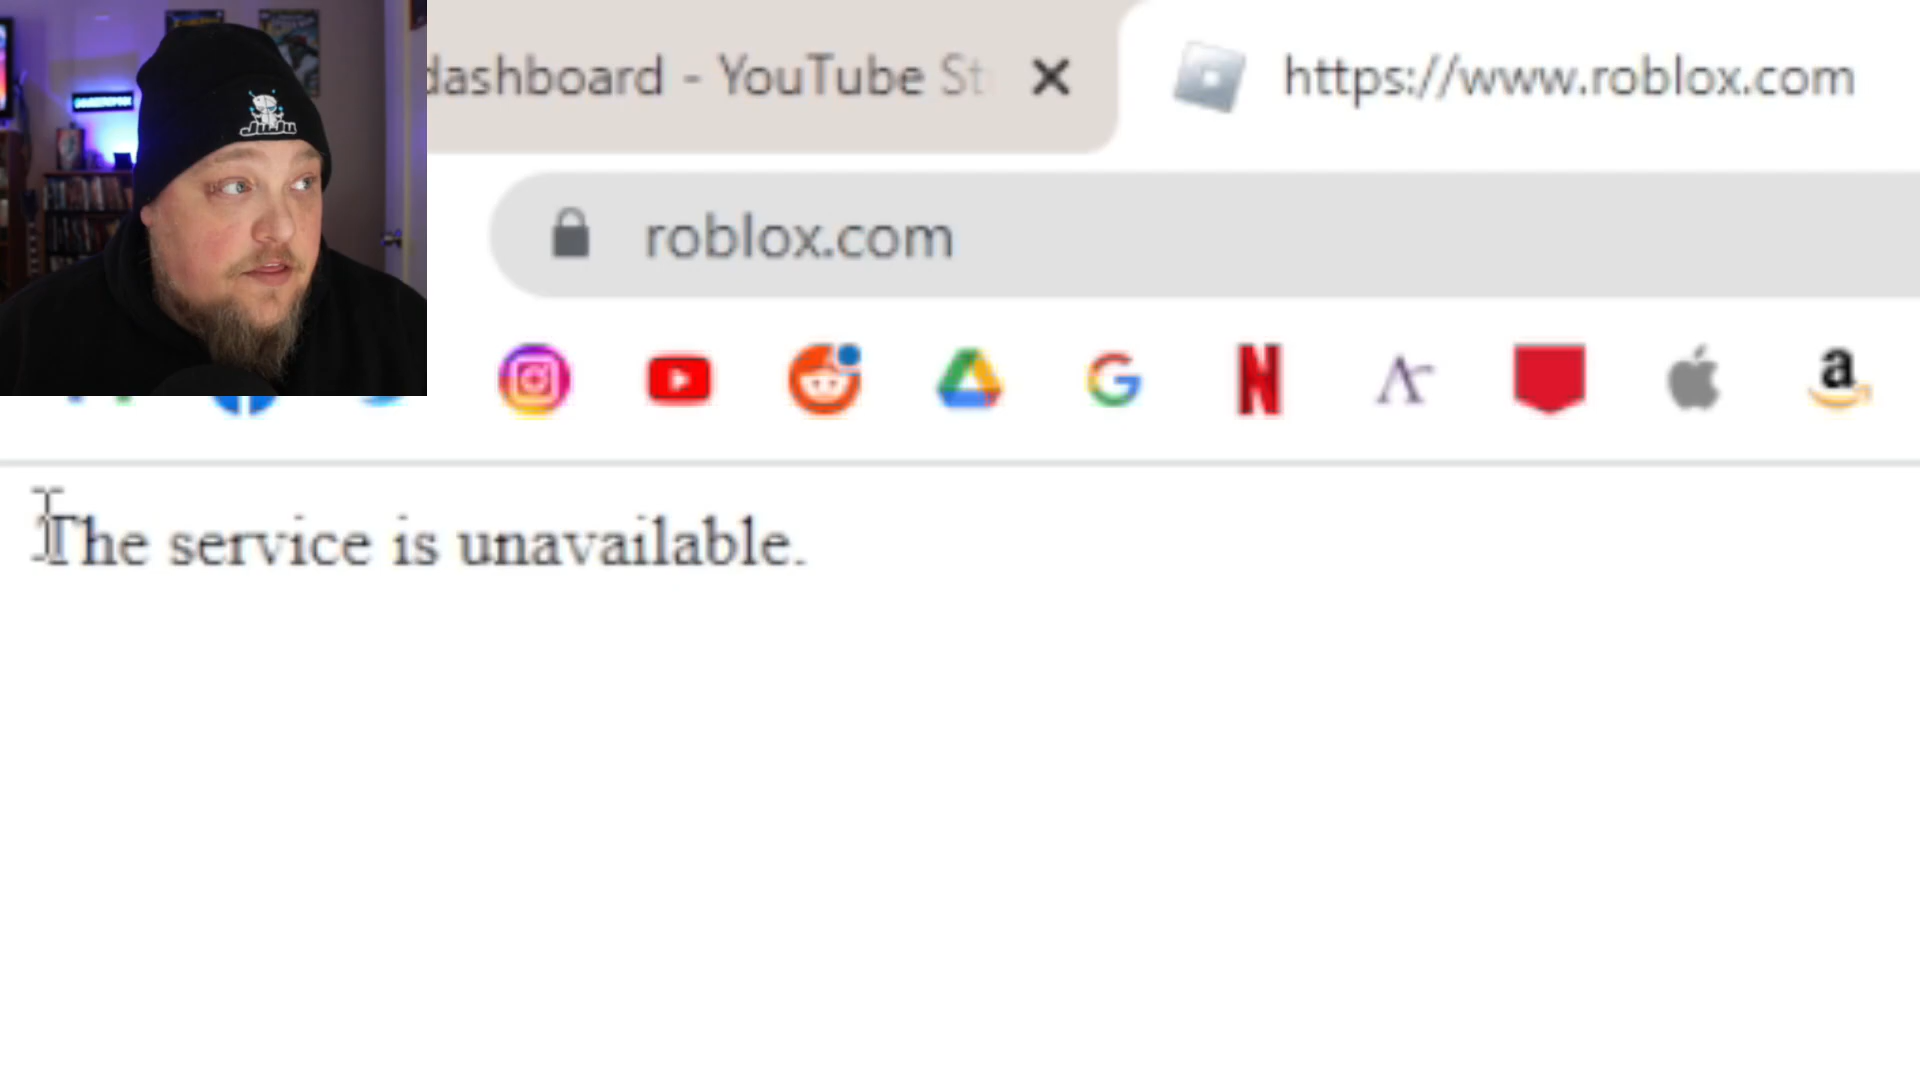 dashboard - YouTube St
https://www.roblox.com
roblox.com
The service is unavailable.